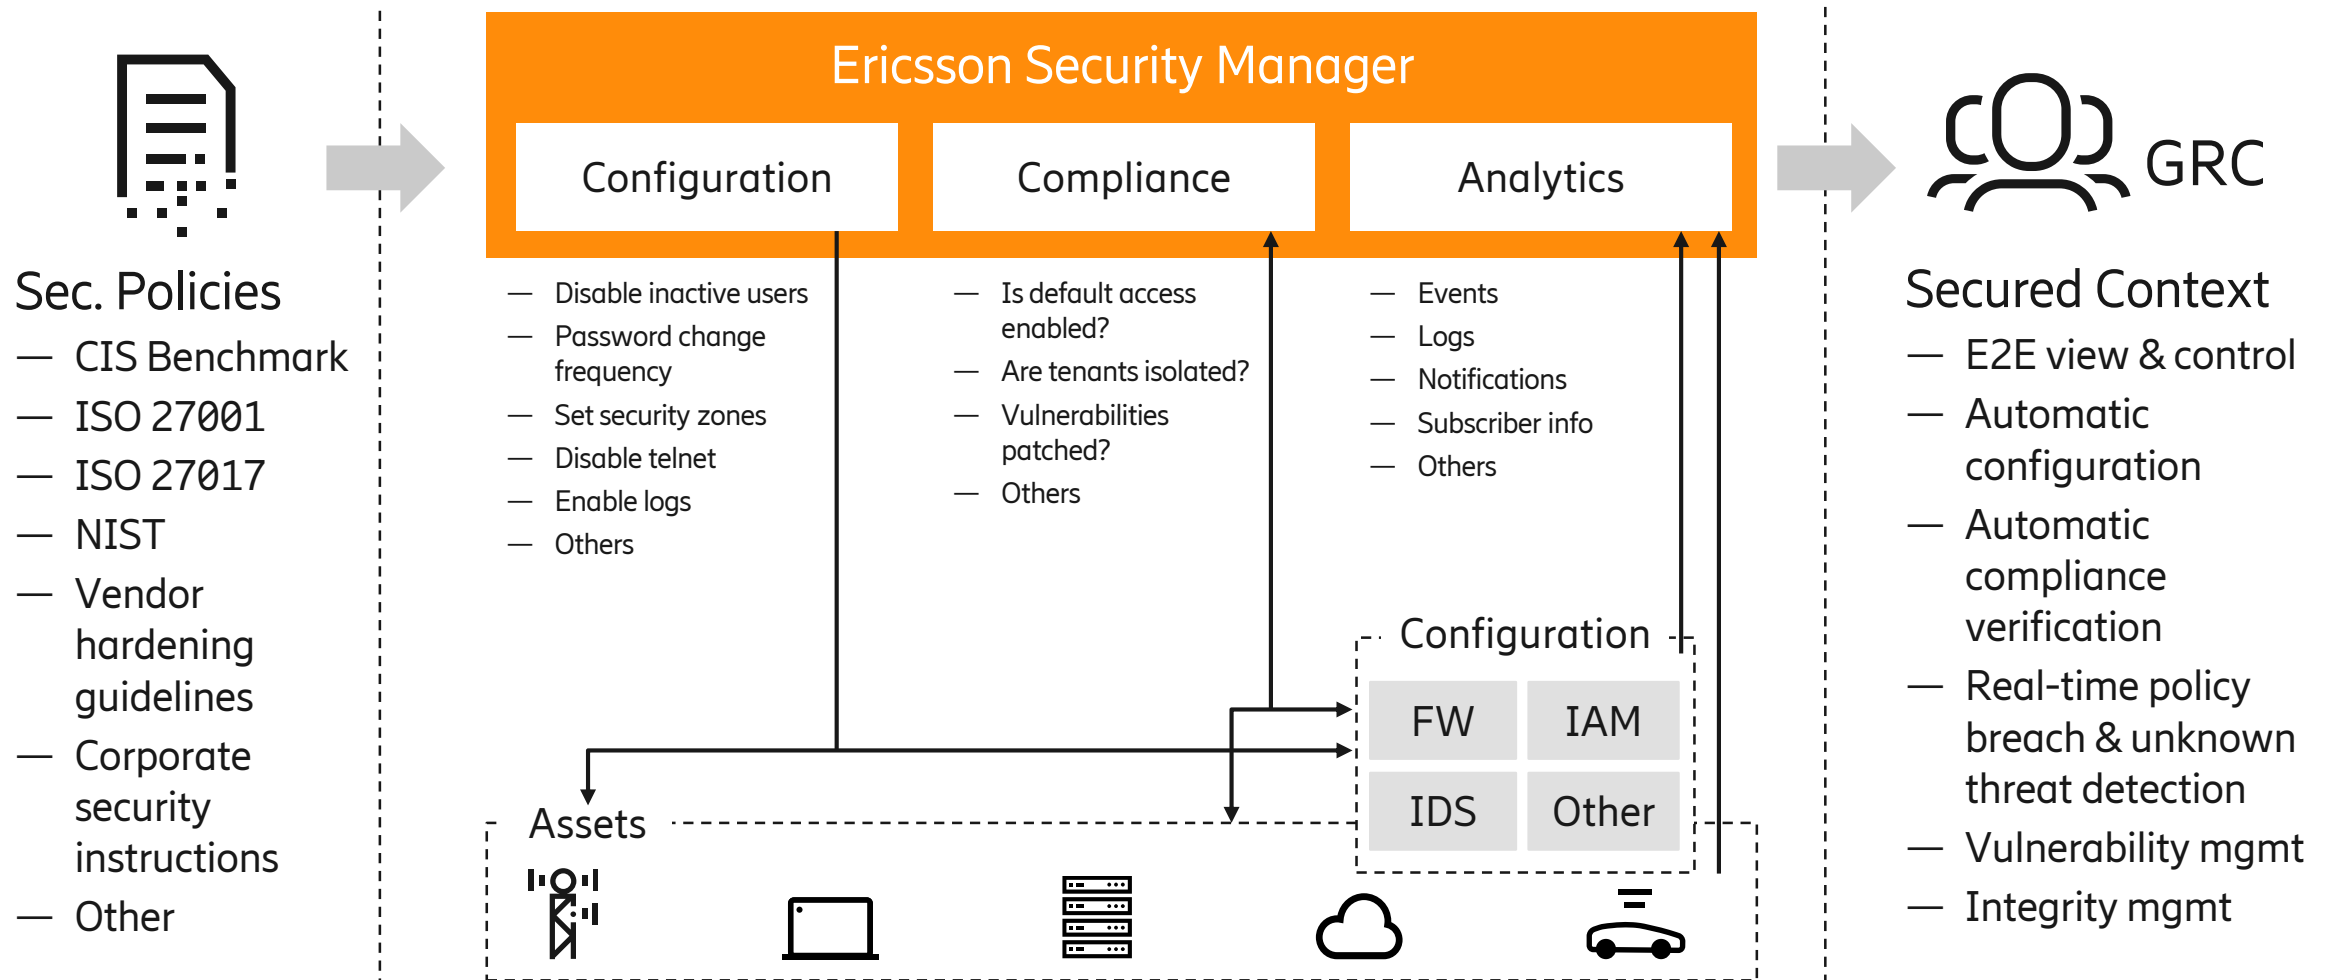 Sec. Policies
— CIS Benchmark
— ISO 27001
— ISO 27017
— NIST
— Vendor
hardening
guidelines
— Corporate
security
instructions
— Other
Ericsson Security Manager
Configuration
— Disable inactive users
— Password change
frequency
— Set security zones
— Disable telnet
— Enable logs
— Others
Compliance
— Is default access
enabled?
— Are tenants isolated?
— Vulnerabilities
patched?
— Others
Analytics
— Events
— Logs
— Notifications
— Subscriber info
— Others
Configuration
FW
IAM
IDS
Other
Assets
GRC
Secured Context
— E2E view & control
— Automatic
configuration
— Automatic
compliance
verification
— Real-time policy
breach & unknown
threat detection
— Vulnerability mgmt
— Integrity mgmt